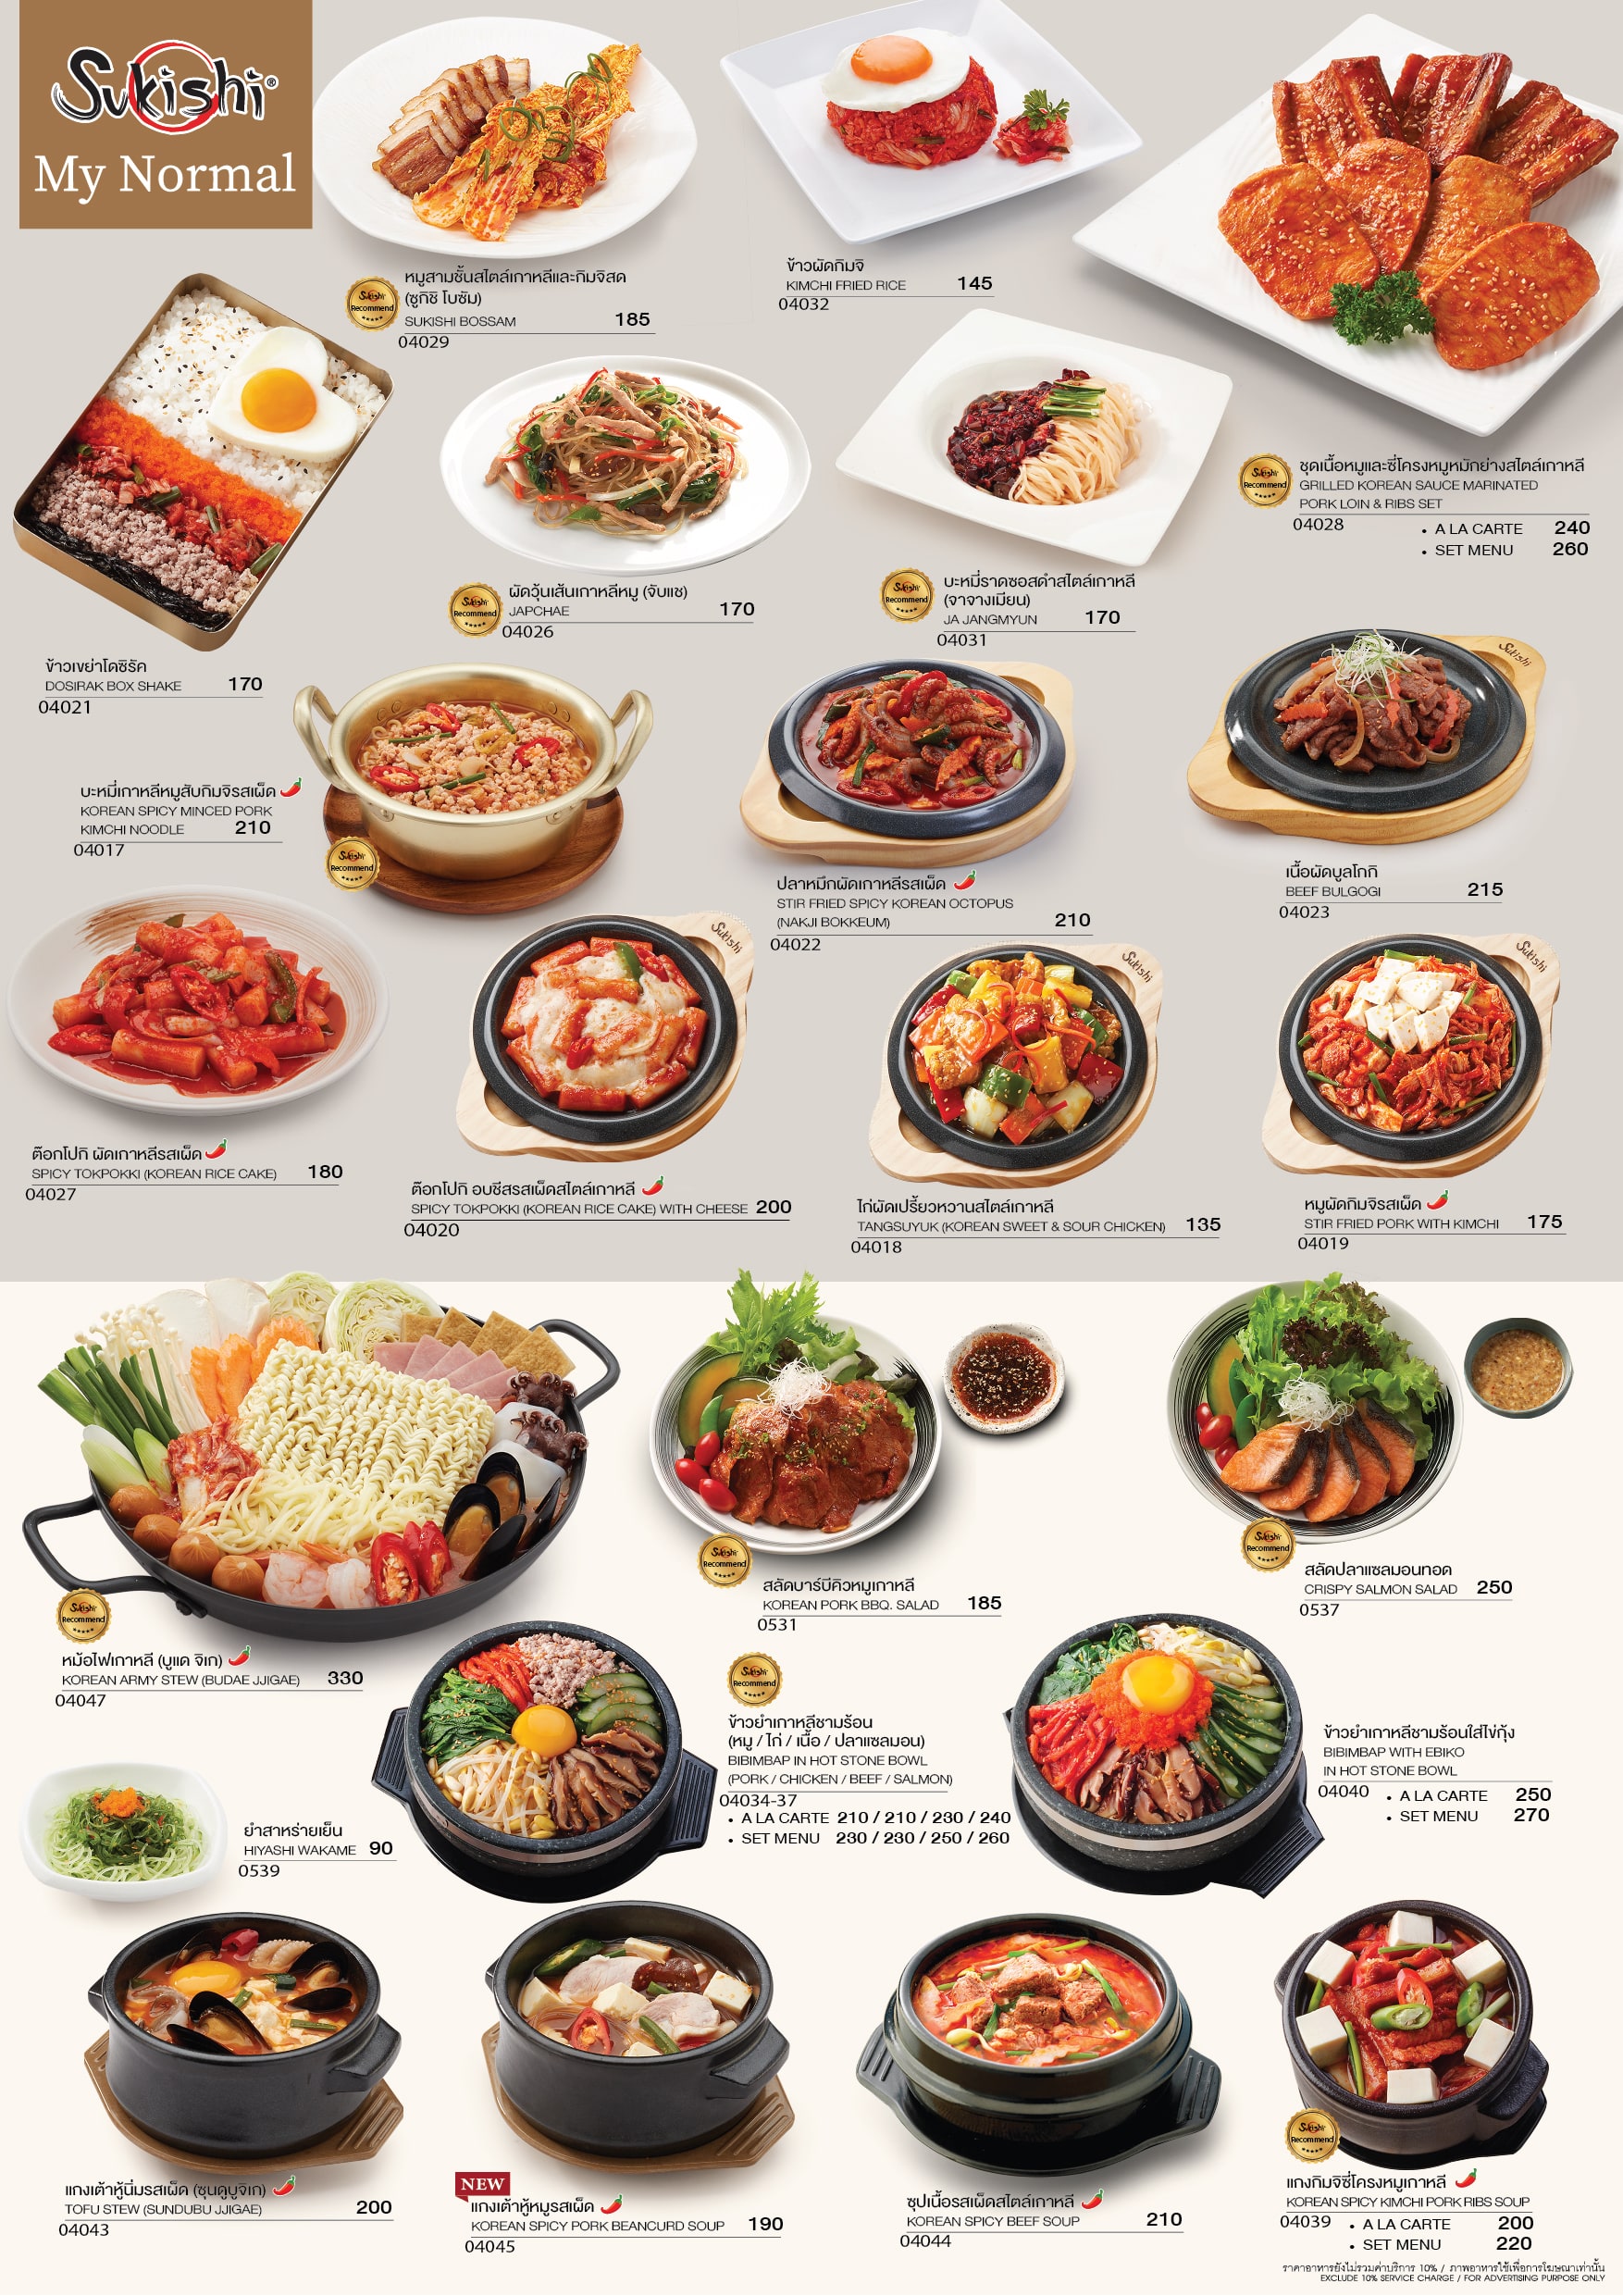 Sukishi®
My Normal
หมูสามชั้นสไตล์เกาหลีและกิมจิสด
(ซูกิชิ โบซัม)
SUKISHI BOSSAM 185
04029
Sukishi
Recommend
ข้าวผัดกิมจิ
KIMCHI FRIED RICE 145
04032
Sukishi
Recommend
ชุดเนื้อหมูและซี่โครงหมูหมักย่างสไตล์เกาหลี
GRILLED KOREAN SAUCE MARINATED
PORK LOIN & RIBS SET
04028
• A LA CARTE 240
• SET MENU 260
Sukishi
Recommend
ผัดวุ้นเส้นเกาหลีหมู (จับแช)
JAPCHAE 170
04026
Sukishi
Recommend
บะหมี่ราดซอสดำสไตล์เกาหลี
(จาจางเมียน)
JA JANGMYUN 170
04031
ข้าวเขย่าโดซิรัค
DOSIRAK BOX SHAKE 170
04021
บะหมี่เกาหลีหมูสับกิมจิรสเผ็ด
KOREAN SPICY MINCED PORK
KIMCHI NOODLE 210
04017
Sukishi
Recommend
ปลาหมึกผัดเกาหลีรสเผ็ด
STIR FRIED SPICY KOREAN OCTOPUS
(NAKJI BOKKEUM) 210
04022
Sukishi
เนื้อผัดบูลโกกิ
BEEF BULGOGI 215
04023
ต๊อกโปกิ ผัดเกาหลีรสเผ็ด
SPICY TOKPOKKI (KOREAN RICE CAKE) 180
04027
Sukishi
ต๊อกโปกิ อบชีสรสเผ็ดสไตล์เกาหลี
SPICY TOKPOKKI (KOREAN RICE CAKE) WITH CHEESE 200
04020
Sukishi
ไก่ผัดเปรี้ยวหวานสไตล์เกาหลี
TANGSUYUK (KOREAN SWEET & SOUR CHICKEN) 135
04018
Sukishi
หมูผัดกิมจิรสเผ็ด
STIR FRIED PORK WITH KIMCHI 175
04019
Sukishi
Recommend
หม้อไฟเกาหลี (บูแด จิเก)
KOREAN ARMY STEW (BUDAE JJIGAE) 330
04047
Sukishi
Recommend
สลัดบาร์บีคิวหมูเกาหลี
KOREAN PORK BBQ. SALAD 185
0531
Sukishi
Recommend
สลัดปลาแซลมอนทอด
CRISPY SALMON SALAD 250
0537
Sukishi
Recommend
ข้าวยำเกาหลีชามร้อน
(หมู / ไก่ / เนื้อ / ปลาแซลมอน)
BIBIMBAP IN HOT STONE BOWL
(PORK / CHICKEN / BEEF / SALMON)
04034-37
• A LA CARTE 210 / 210 / 230 / 240
• SET MENU 230 / 230 / 250 / 260
ข้าวยำเกาหลีชามร้อนใส่ไข่กุ้ง
BIBIMBAP WITH EBIKO
IN HOT STONE BOWL
04040
• A LA CARTE 250
• SET MENU 270
ยำสาหร่ายเย็น
HIYASHI WAKAME 90
0539
แกงเต้าหู้นิ่มรสเผ็ด (ซุนดูบูจิเก)
TOFU STEW (SUNDUBU JJIGAE) 200
04043
NEW
แกงเต้าหู้หมูรสเผ็ด
KOREAN SPICY PORK BEANCURD SOUP 190
04045
ซุปเนื้อรสเผ็ดสไตล์เกาหลี
KOREAN SPICY BEEF SOUP 210
04044
Sukishi
Recommend
แกงกิมจิซี่โครงหมูเกาหลี
KOREAN SPICY KIMCHI PORK RIBS SOUP
04039
• A LA CARTE 200
• SET MENU 220
ราคาอาหารยังไม่รวมค่าบริการ 10% / ภาพอาหารใช้เพื่อการโฆษณาเท่านั้น
EXCLUDE 10% SERVICE CHARGE / FOR ADVERTISING PURPOSE ONLY